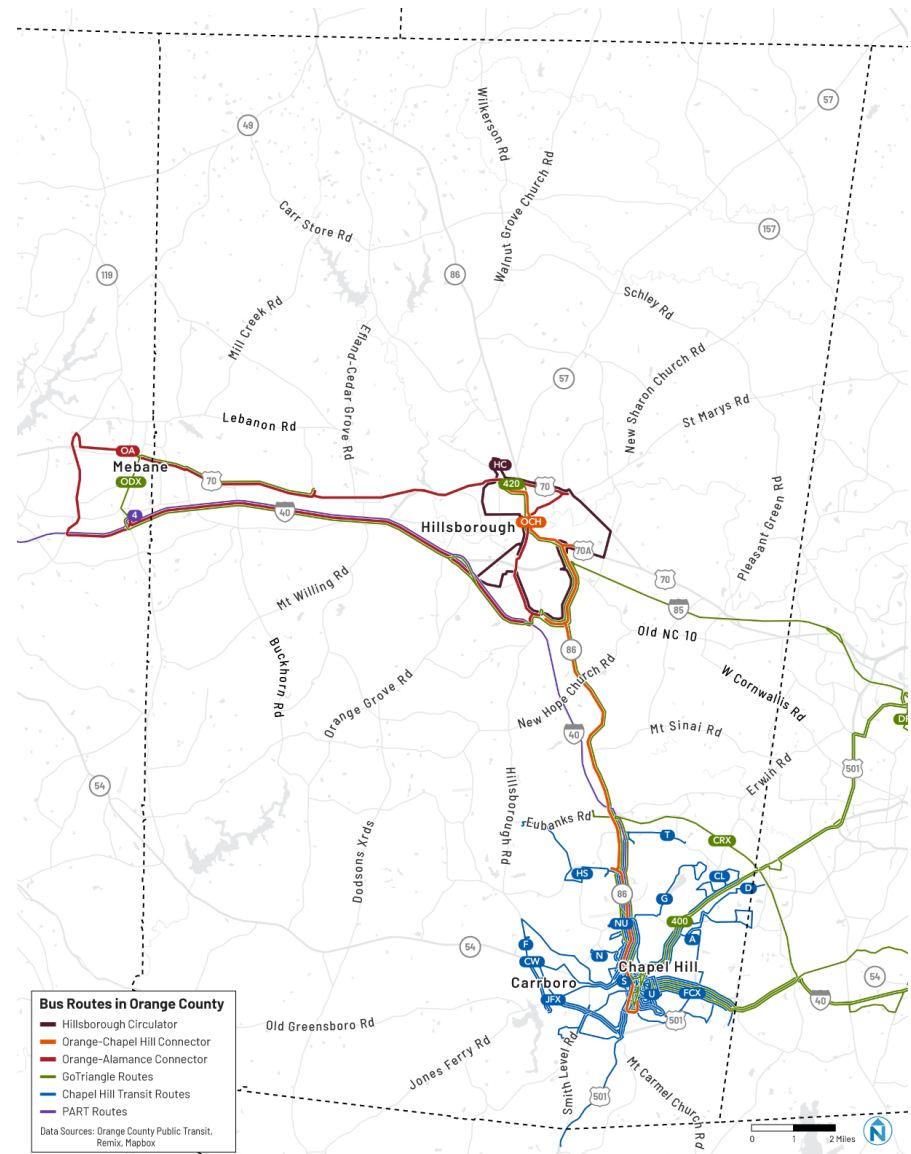 57
Wilkerson Rd
49
Walnut Grove Church Rd
Carr Store Rd
157
119
86
Schley Rd
Mill Creek Rd
Efland-Cedar Grove Rd
57
New Sharon Church Rd
St Marys Rd
Lebanon Rd
OA
Mebane
HC
70
ODX
420
70
4
40
Hillsborough
OCH
Pleasant Green Rd
70A
70
Mt Willing Rd
85
Old NC 10
86
Buckhorn Rd
W Cornwallis Rd
Orange Grove Rd
New Hope Church Rd
40
Mt Sinai Rd
501
54
Erwin Rd
Hillsborough Rd
Eubanks Rd
T
CRX
Dodsons Xrds
HS
CL
D
86
G
400
NU
A
F
54
N
CW
Chapel Hill
54
Carrboro
S
U
FCX
JFX
40
501
Bus Routes in Orange County
Hillsborough Circulator
Orange-Chapel Hill Connector
Orange-Alamance Connector
GoTriangle Routes
Chapel Hill Transit Routes
PART Routes
Data Sources: Orange County Public Transit,
Remix, Mapbox
Old Greensboro Rd
Jones Ferry Rd
Smith Level Rd
Mt Carmel Church Rd
501
0 1 2 Miles
N